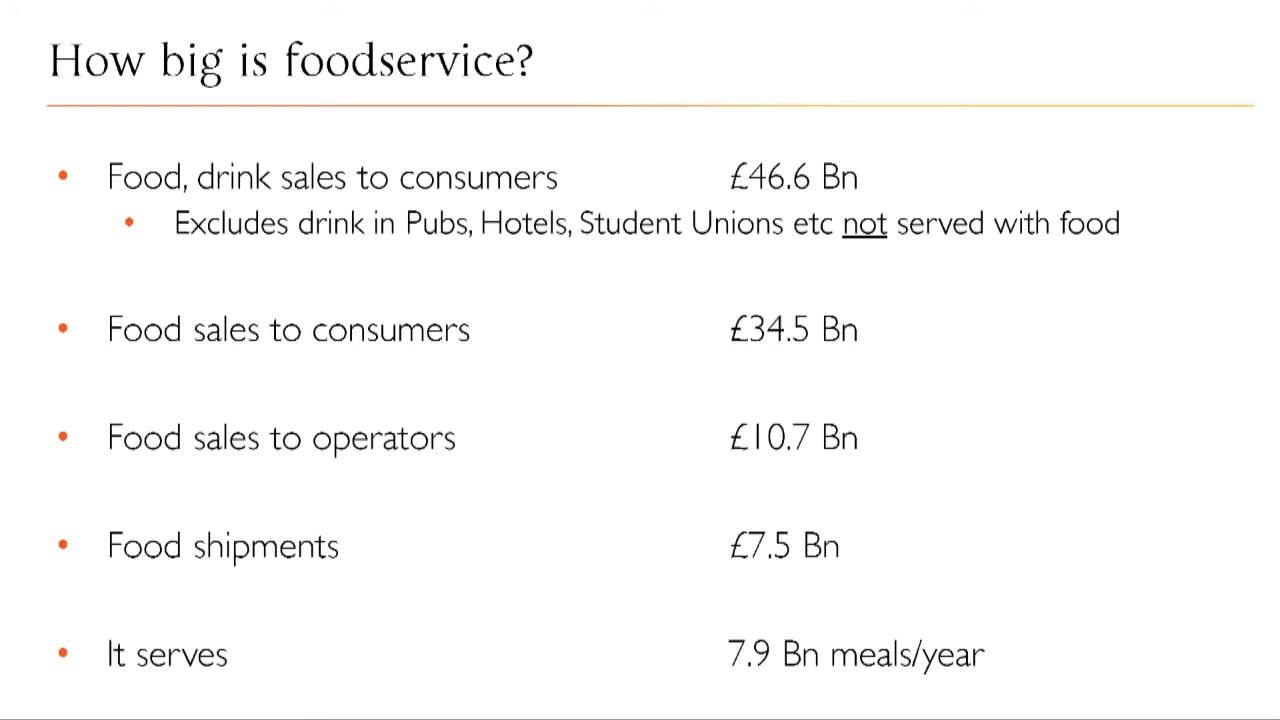 How big is foodservice?
• Food, drink sales to consumers £46.6 Bn
• Excludes drink in Pubs, Hotels, Student Unions etc not served with food
• Food sales to consumers £34.5 Bn
• Food sales to operators £10.7 Bn
• Food shipments £7.5 Bn
• It serves 7.9 Bn meals/year